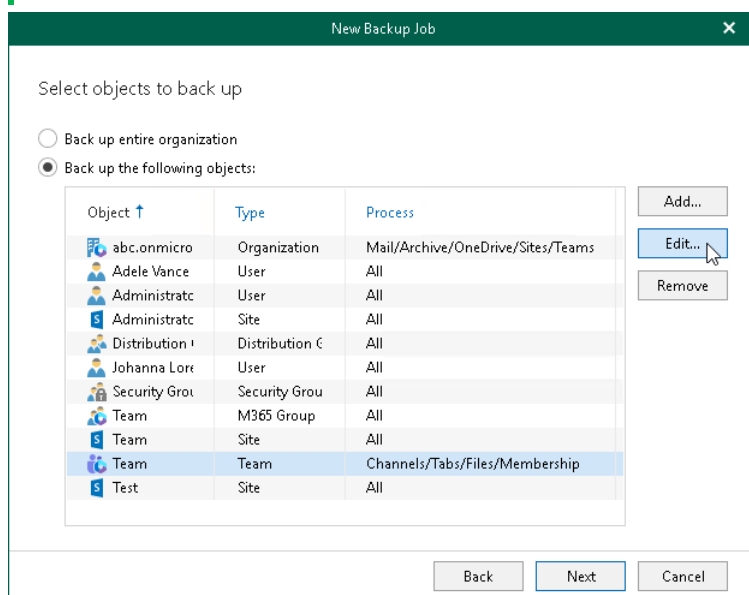 New Backup Job
Select objects to back up
Back up entire organization
Back up the following objects:
Object Type Process
abc.onmicro Organization Mail/Archive/OneDrive/Sites/Teams
Adele Vance User All
Administratc User All
Administratc Site All
Distribution Distribution G All
Johanna Lore User All
Security Grou Security Grou All
Team M365 Group All
Team Site All
Team Team Channels/Tabs/Files/Membership
Test Site All
Add...
Edit...
Remove
Back Next Cancel